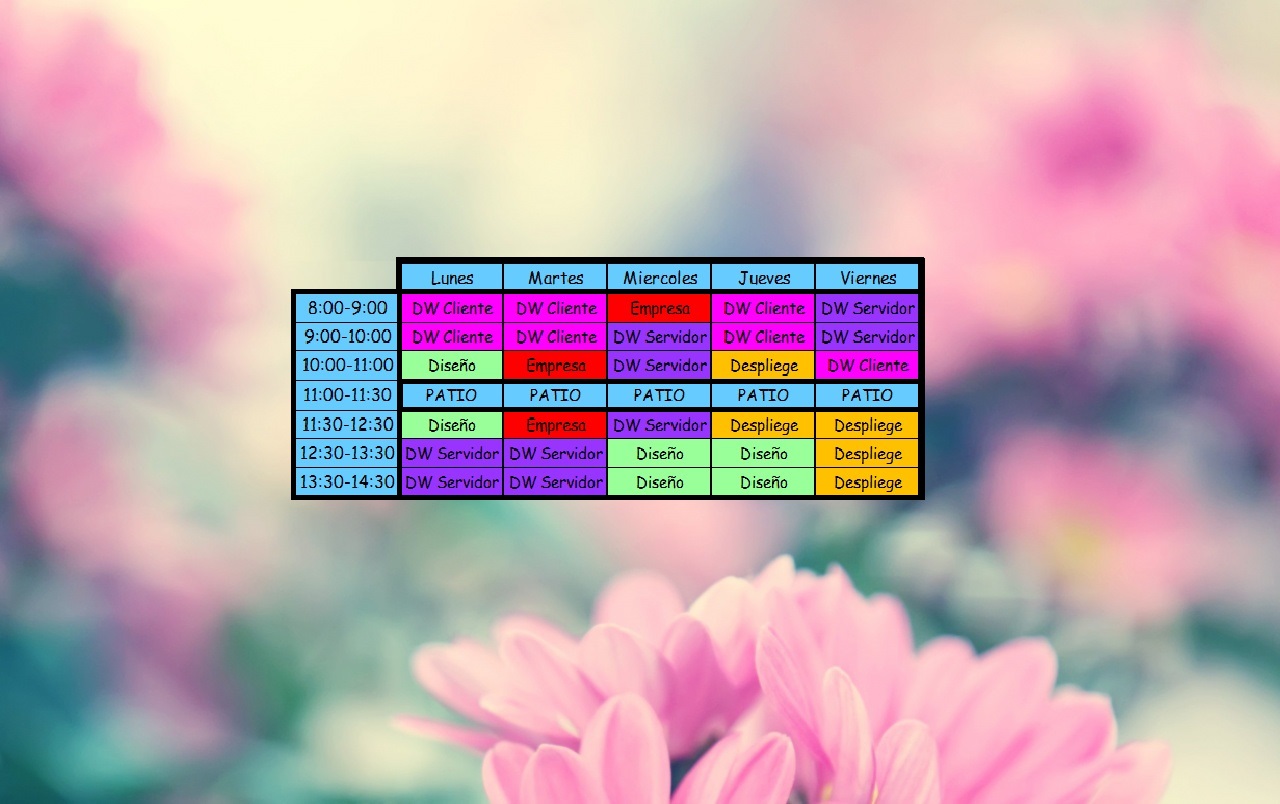 Lunes Martes Miercoles Jueves Viernes
8:00-9:00 DW Cliente DW Cliente Empresa DW Cliente DW Servidor
9:00-10:00 DW Cliente DW Cliente DW Servidor DW Cliente DW Servidor
10:00-11:00 Diseño Empresa DW Servidor Despliege DW Cliente
11:00-11:30 PATIO PATIO PATIO PATIO PATIO
11:30-12:30 Diseño Empresa DW Servidor Despliege Despliege
12:30-13:30 DW Servidor DW Servidor Diseño Diseño Despliege
13:30-14:30 DW Servidor DW Servidor Diseño Diseño Despliege